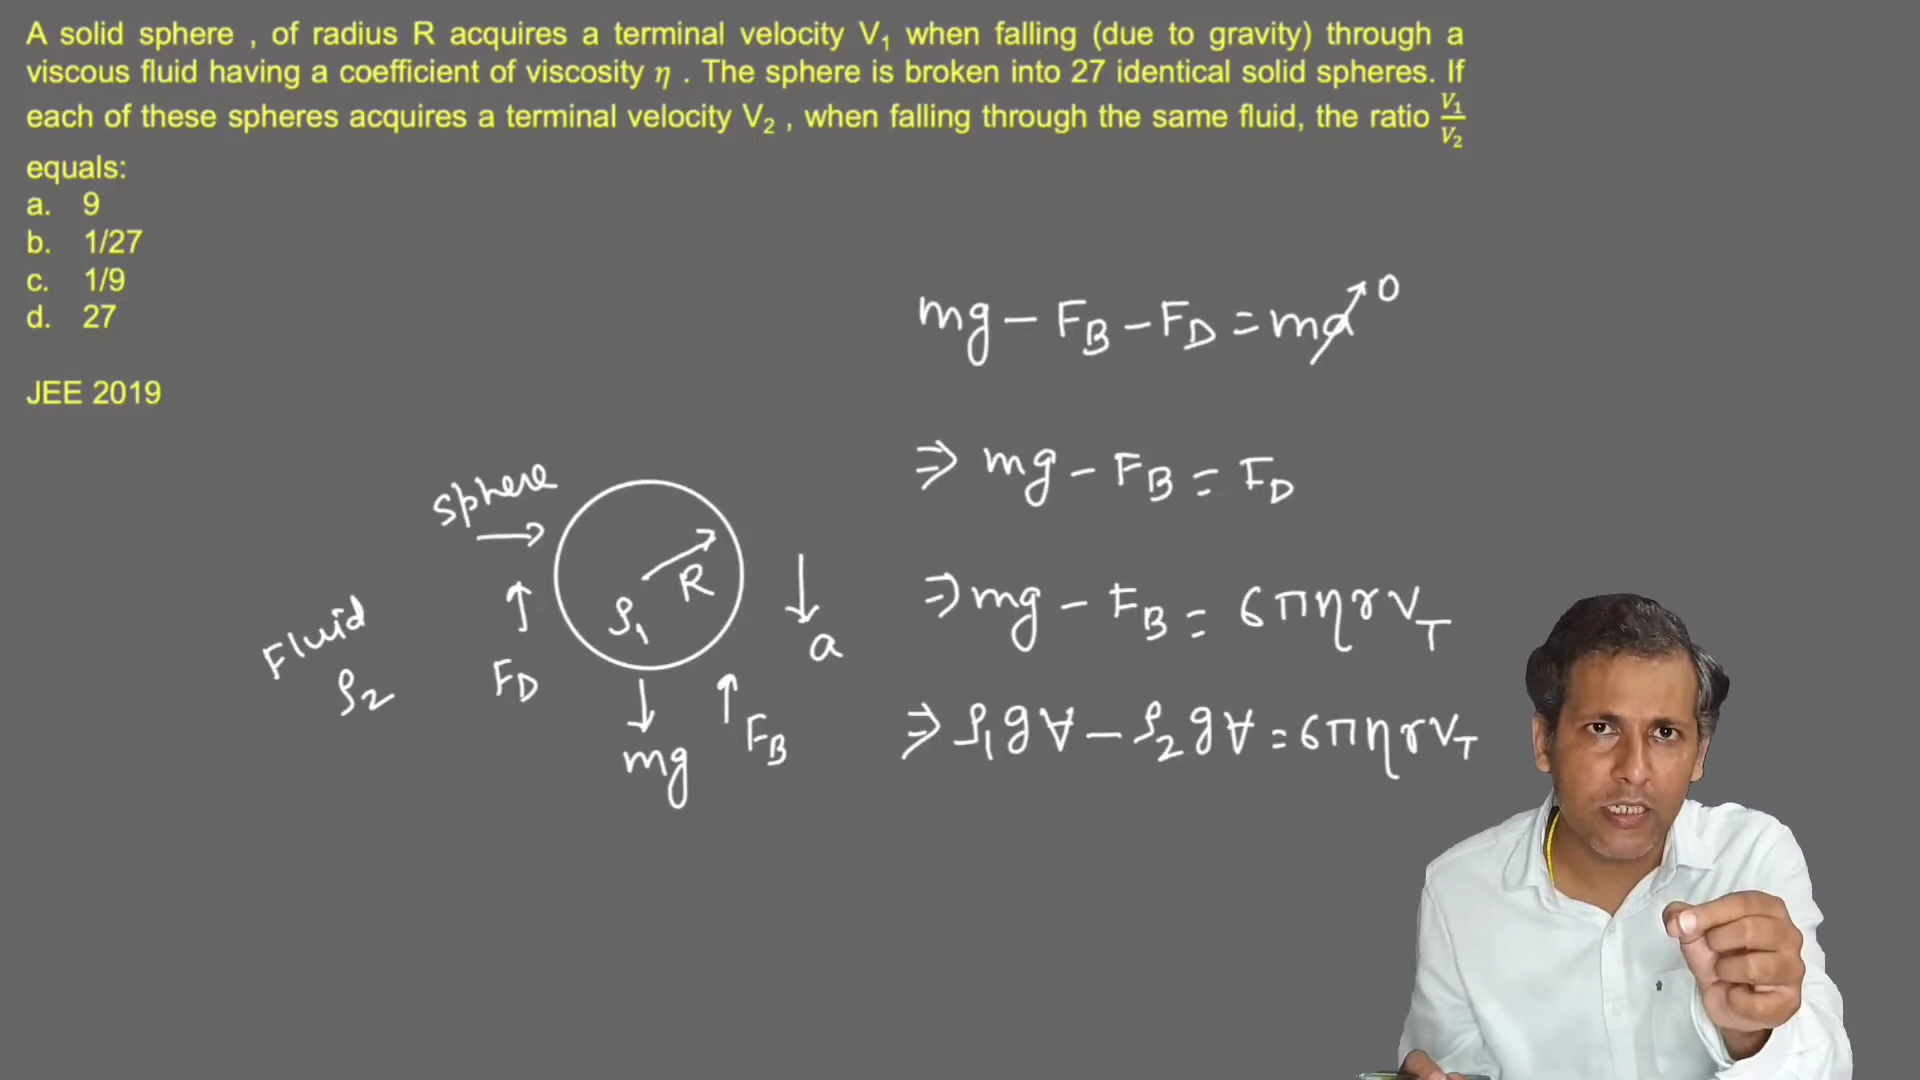 A solid sphere , of radius R acquires a terminal velocity V₁ when falling (due to gravity) through a
viscous fluid having a coefficient of viscosity η . The sphere is broken into 27 identical solid spheres. If
each of these spheres acquires a terminal velocity V₂ , when falling through the same fluid, the ratio V₁/V₂
equals:
a. 9
b. 1/27
c. 1/9
d. 27
JEE 2019
mg – F_B – F_D = ma ↗ 0
⇒ mg – F_B = F_D
⇒ mg – F_B = 6πηrV_T
⇒ ρ₁gV – ρ₂gV = 6πηrV_T
Sphere
→
R
ρ₁
Fluid
ρ₂
F_D
a
mg
F_B